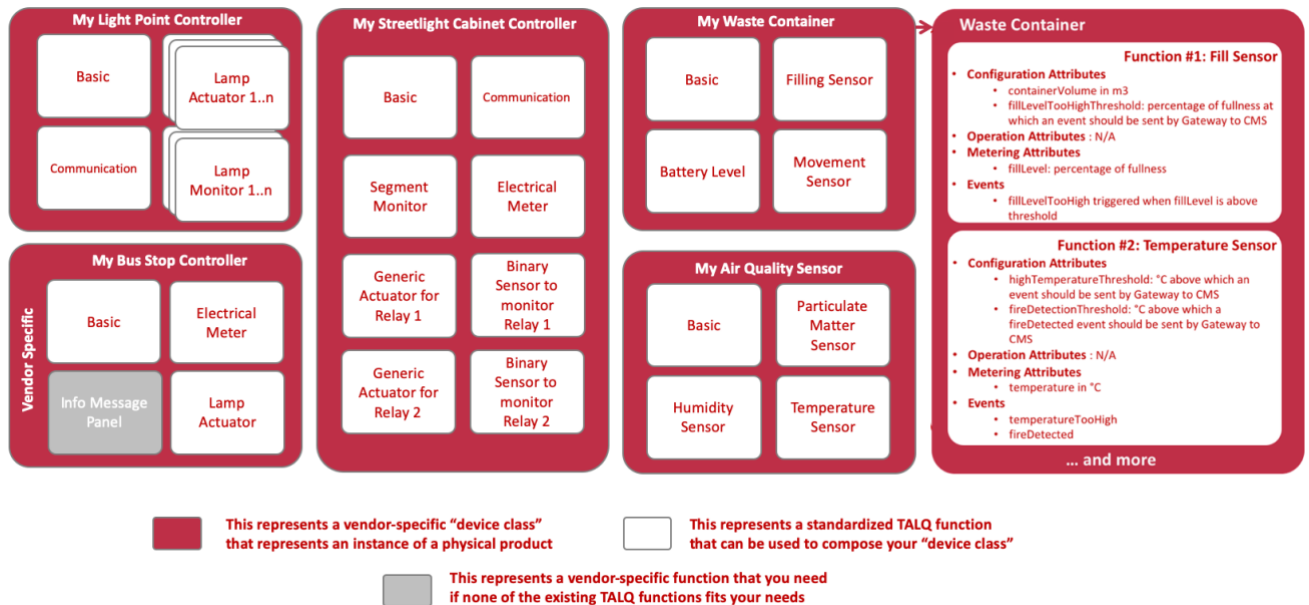 My Light Point Controller
Basic
Lamp
Actuator 1..n
Communication
Lamp
Monitor 1..n
My Bus Stop Controller
Vendor Specific
Basic
Electrical
Meter
Info Message
Panel
Lamp
Actuator
My Streetlight Cabinet Controller
Basic
Communication
Segment
Monitor
Electrical
Meter
Generic
Actuator for
Relay 1
Binary
Sensor to
monitor
Relay 1
Generic
Actuator for
Relay 2
Binary
Sensor to
monitor
Relay 2
My Waste Container
Basic
Filling Sensor
Battery Level
Movement
Sensor
My Air Quality Sensor
Basic
Particulate
Matter
Sensor
Humidity
Sensor
Temperature
Sensor
Waste Container
Function #1: Fill Sensor
• Configuration Attributes
• containerVolume in m3
• fillLevelTooHighThreshold: percentage of fullness at
which an event should be sent by Gateway to CMS
• Operation Attributes : N/A
• Metering Attributes
• fillLevel: percentage of fullness
• Events
• fillLevelTooHigh triggered when fillLevel is above
threshold
Function #2: Temperature Sensor
• Configuration Attributes
• highTemperatureThreshold: °C above which an
event should be sent by Gateway to CMS
• fireDetectionThreshold: °C above which a
fireDetected event should be sent by Gateway to
CMS
• Operation Attributes : N/A
• Metering Attributes
• temperature in °C
• Events
• temperatureTooHigh
• fireDetected
... and more
This represents a vendor-specific “device class”
that represents an instance of a physical product
This represents a standardized TALQ function
that can be used to compose your “device class”
This represents a vendor-specific function that you need
if none of the existing TALQ functions fits your needs